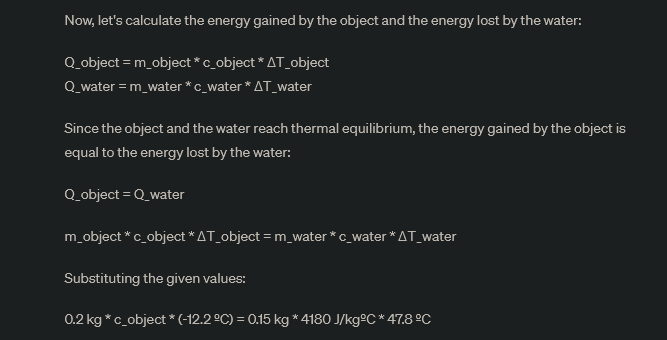 Now, let's calculate the energy gained by the object and the energy lost by the water:
Q_object = m_object * c_object * ΔT_object
Q_water = m_water * c_water * ΔT_water
Since the object and the water reach thermal equilibrium, the energy gained by the object is
equal to the energy lost by the water:
Q_object = Q_water
m_object * c_object * ΔT_object = m_water * c_water * ΔT_water
Substituting the given values:
0.2 kg * c_object * (-12.2 ºC) = 0.15 kg * 4180 J/kgºC * 47.8 ºC